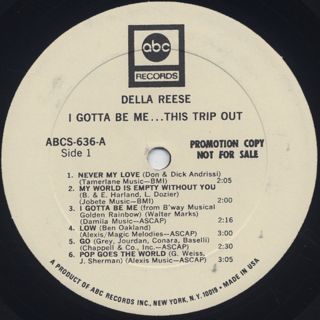 abc
RECORDS
DELLA REESE
I GOTTA BE ME...THIS TRIP OUT
ABCS-636-A
Side 1
PROMOTION COPY
NOT FOR SALE
1. NEVER MY LOVE (Don & Dick Andrissi)
(Tamerlane Music—BMI) 2:05
2. MY WORLD IS EMPTY WITHOUT YOU
(B. & E. Harland, L. Dozier)
(Jobete Music—BMI) 2:30
3. I GOTTA BE ME (from B'way Musical
Golden Rainbow) (Walter Marks)
(Damila Music—ASCAP) 2:16
4. LOW (Ben Oakland)
(Alexis/Magic Melodies—ASCAP) 3:00
5. GO (Grey, Jourdan, Conara, Baselli)
(Chappell & Co., Inc.—ASCAP) 2:30
6. POP GOES THE WORLD (G. Weiss,
J. Sherman) (Alexis Music—ASCAP) 3:05
A PRODUCT OF ABC RECORDS INC., NEW YORK, N.Y. 10019 • MADE IN USA